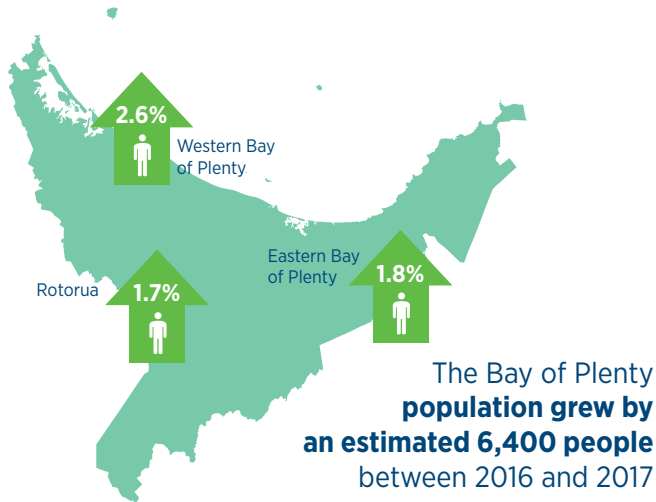 2.6%
Western Bay
of Plenty
Eastern Bay
of Plenty
1.8%
Rotorua
1.7%
The Bay of Plenty
population grew by
an estimated 6,400 people
between 2016 and 2017